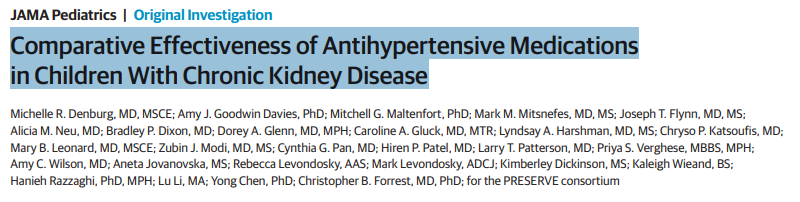 JAMA Pediatrics | Original Investigation
Comparative Effectiveness of Antihypertensive Medications
in Children With Chronic Kidney Disease
Michelle R. Denburg, MD, MSCE; Amy J. Goodwin Davies, PhD; Mitchell G. Maltenfort, PhD; Mark M. Mitsnefes, MD, MS; Joseph T. Flynn, MD, MS;
Alicia M. Neu, MD; Bradley P. Dixon, MD; Dorey A. Glenn, MD, MPH; Caroline A. Gluck, MD, MTR; Lyndsay A. Harshman, MD, MS; Chryso P. Katsoufis, MD;
Mary B. Leonard, MD, MSCE; Zubin J. Modi, MD, MS; Cynthia G. Pan, MD; Hiren P. Patel, MD; Larry T. Patterson, MD; Priya S. Verghese, MBBS, MPH;
Amy C. Wilson, MD; Aneta Jovanovska, MS; Rebecca Levondosky, AAS; Mark Levondosky, ADCJ; Kimberley Dickinson, MS; Kaleigh Wieand, BS;
Hanieh Razzaghi, PhD, MPH; Lu Li, MA; Yong Chen, PhD; Christopher B. Forrest, MD, PhD; for the PRESERVE consortium